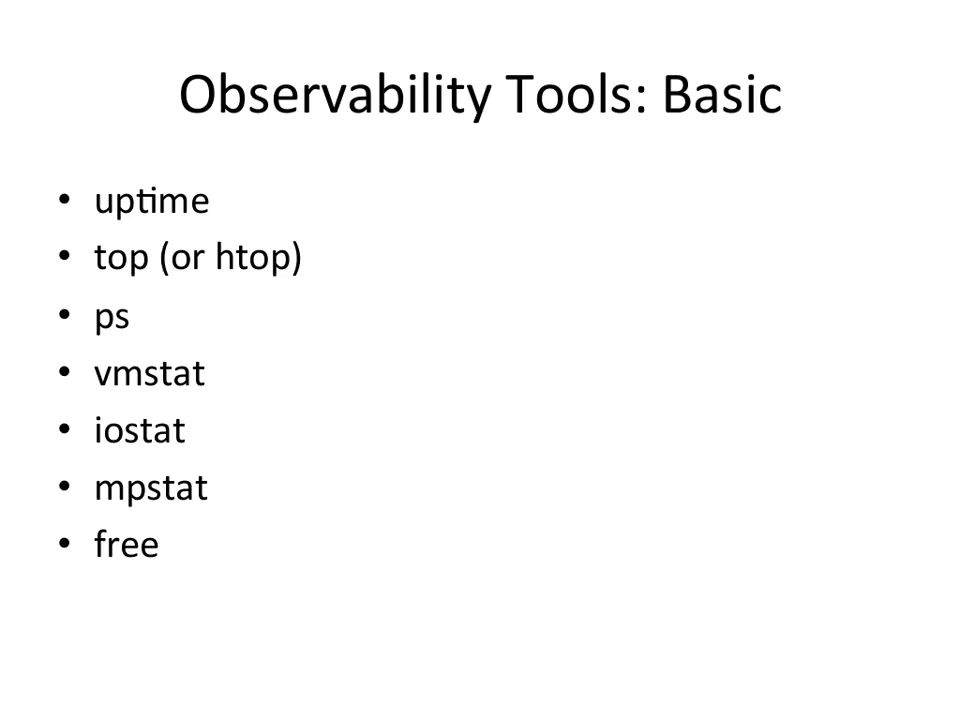 Observability Tools: Basic
• uptime
• top (or htop)
• ps
• vmstat
• iostat
• mpstat
• free